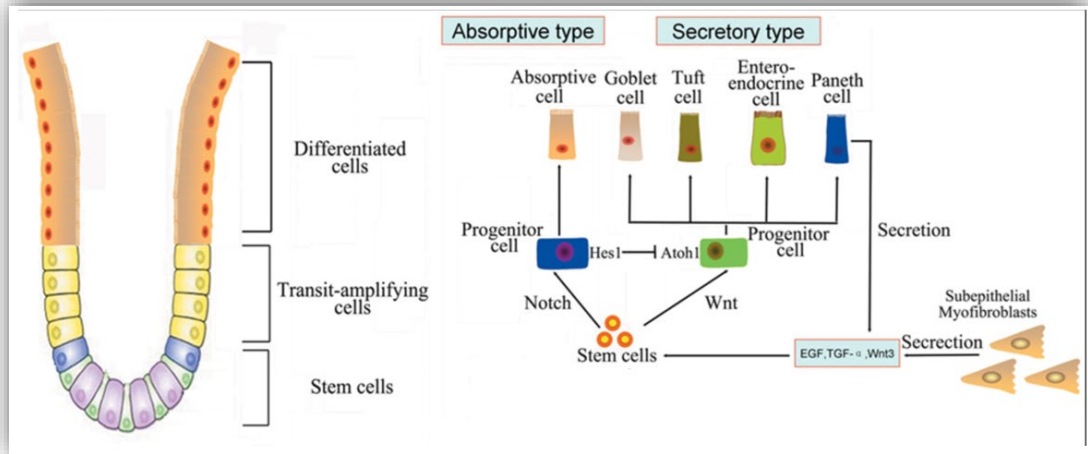 Absorptive type
Secretory type
Absorptive
cell
Goblet
cell
Tuft
cell
Entero-
endocrine
cell
Paneth
cell
Differentiated
cells
Transit-amplifying
cells
Stem cells
Progenitor
cell
Hes1
Atoh1
Progenitor
cell
Secretion
Notch
Wnt
Stem cells
EGF,TGF-α,Wnt3
Secrection
Subepithelial
Myofibroblasts